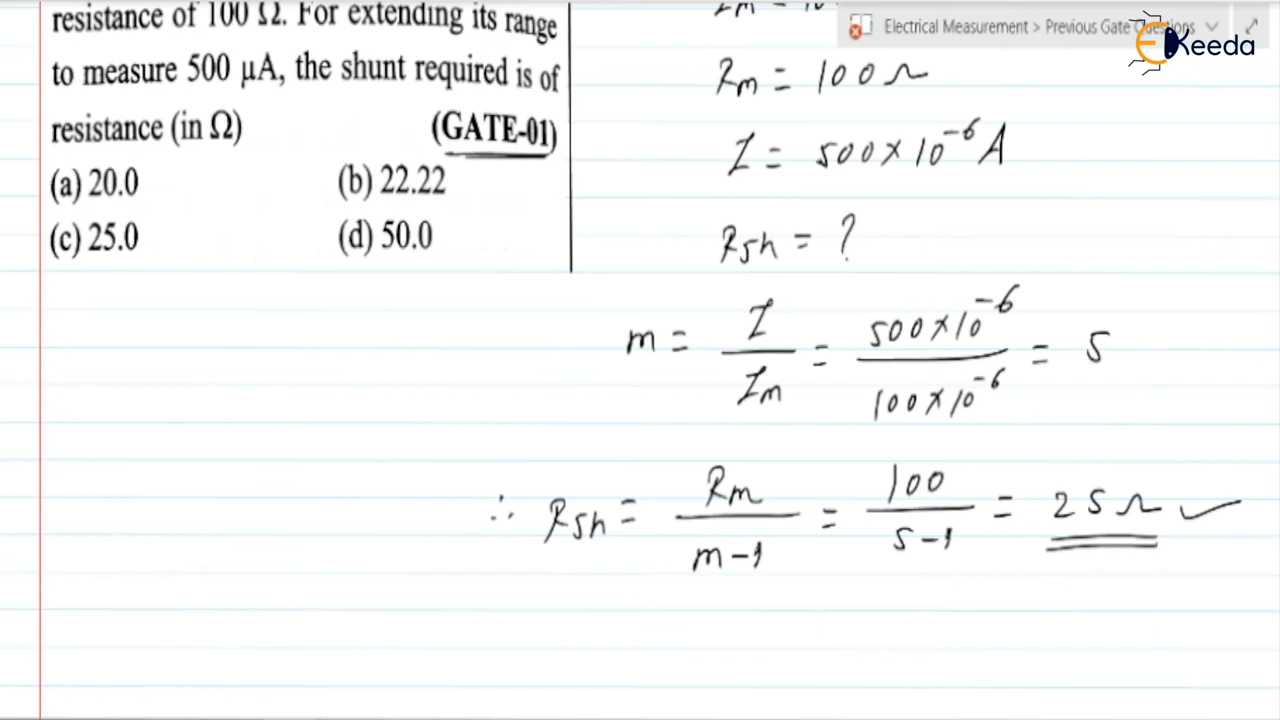 resistance of 100 Ω. For extending its range
to measure 500 µA, the shunt required is of
resistance (in Ω) (GATE-01)
(a) 20.0 (b) 22.22
(c) 25.0 (d) 50.0
Electrical Measurement > Previous Gate Questions
EKeeda
Rm = 100Ω
I = 500×10⁻⁶ A
Rsh = ?
m = I/Im = 500×10⁻⁶/100×10⁻⁶ = 5
∴ Rsh = Rm/m-1 = 100/5-1 = 25Ω ✓